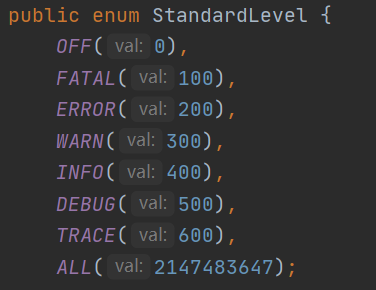 public enum StandardLevel {
OFF( val: 0),
FATAL( val: 100),
ERROR( val: 200),
WARN( val: 300),
INFO( val: 400),
DEBUG( val: 500),
TRACE( val: 600),
ALL( val: 2147483647);